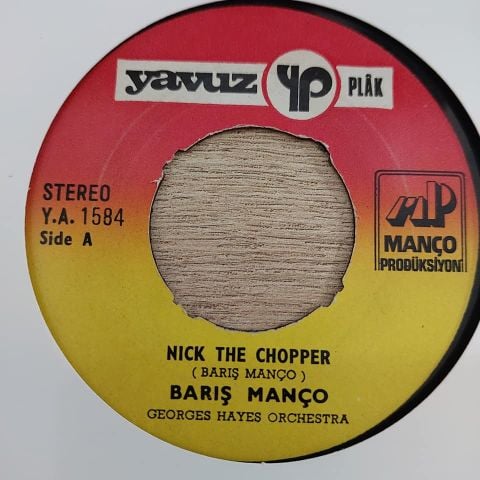 yavuz yp PLÂK
STEREO
Y.A. 1584
Side A
MP
MANÇO
PRODÜKSİYON
NICK THE CHOPPER
( BARIŞ MANÇO )
BARIŞ MANÇO
GEORGES HAYES ORCHESTRA